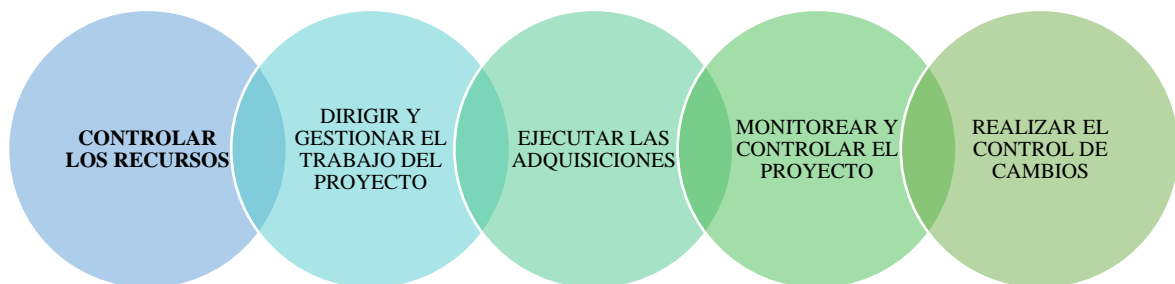 CONTROLAR
LOS RECURSOS
DIRIGIR Y
GESTIONAR EL
TRABAJO DEL
PROYECTO
EJECUTAR LAS
ADQUISICIONES
MONITOREAR Y
CONTROLAR EL
PROYECTO
REALIZAR EL
CONTROL DE
CAMBIOS